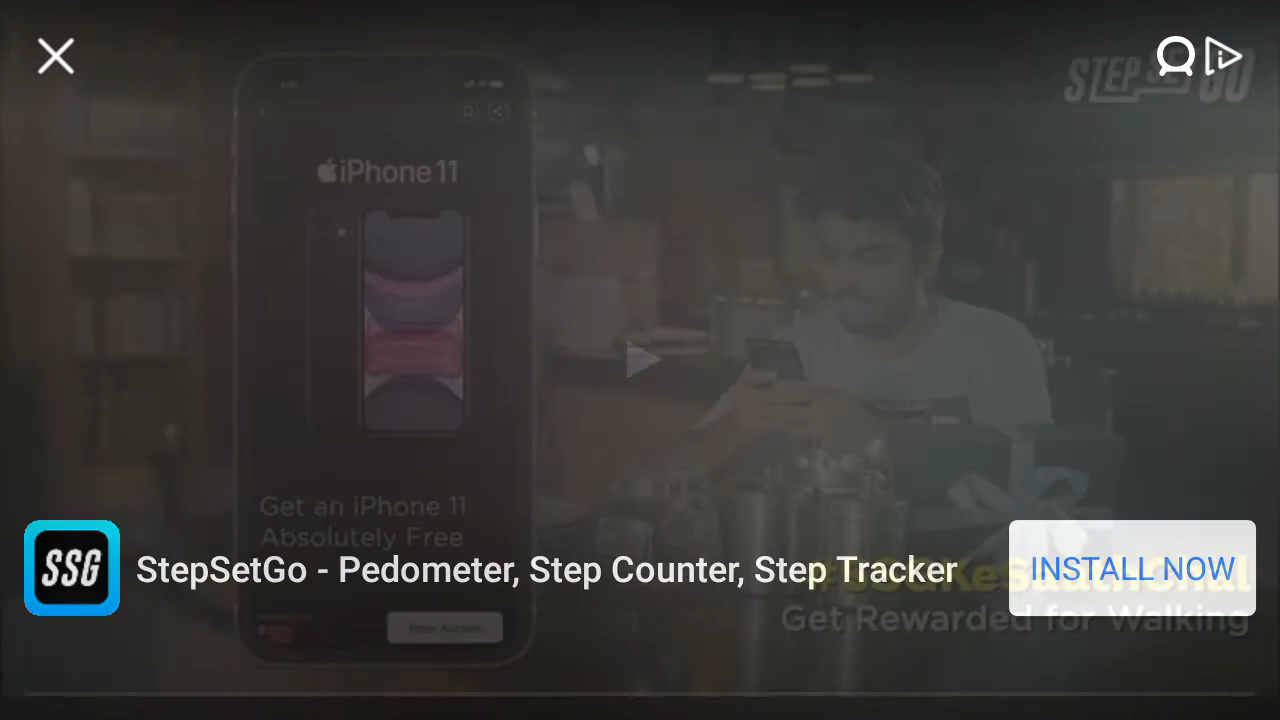 STEP SET GO
iPhone 11
Get an iPhone 11
Absolutely Free
SSG
StepSetGo - Pedometer, Step Counter, Step Tracker
INSTALL NOW
Get Rewarded for Walking